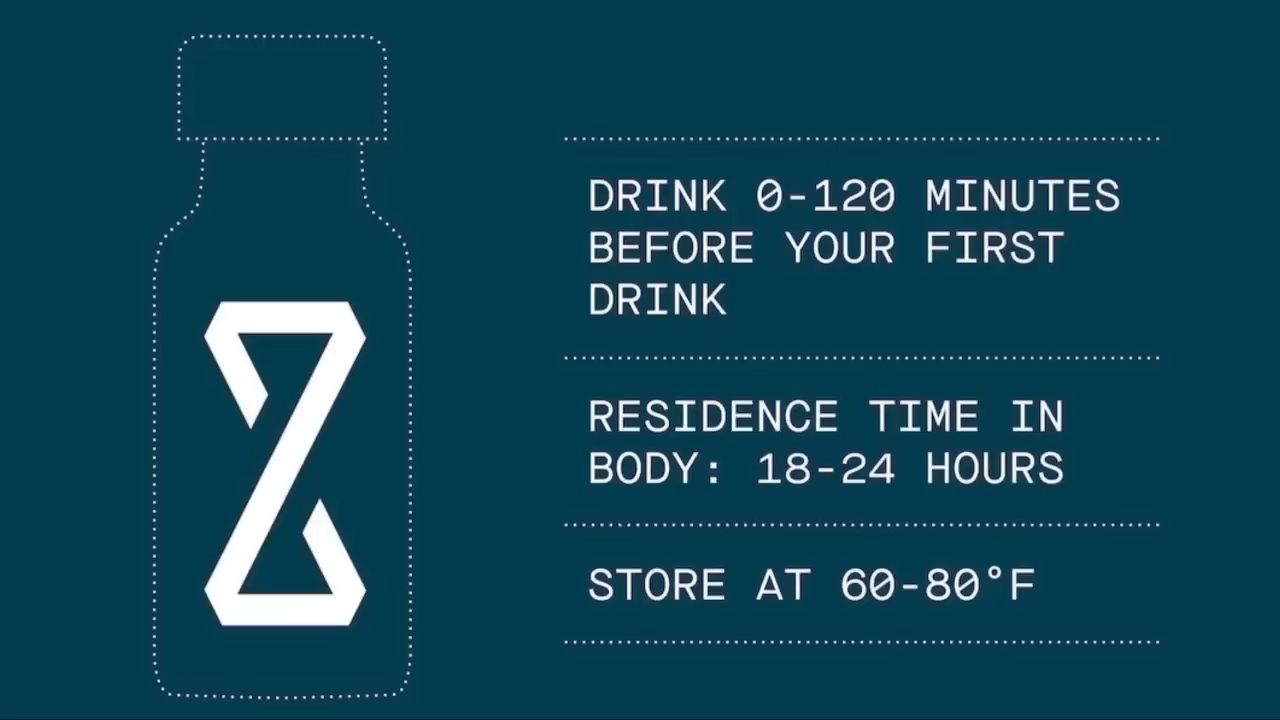 DRINK 0-120 MINUTES
BEFORE YOUR FIRST
DRINK
RESIDENCE TIME IN
BODY: 18-24 HOURS
STORE AT 60-80°F